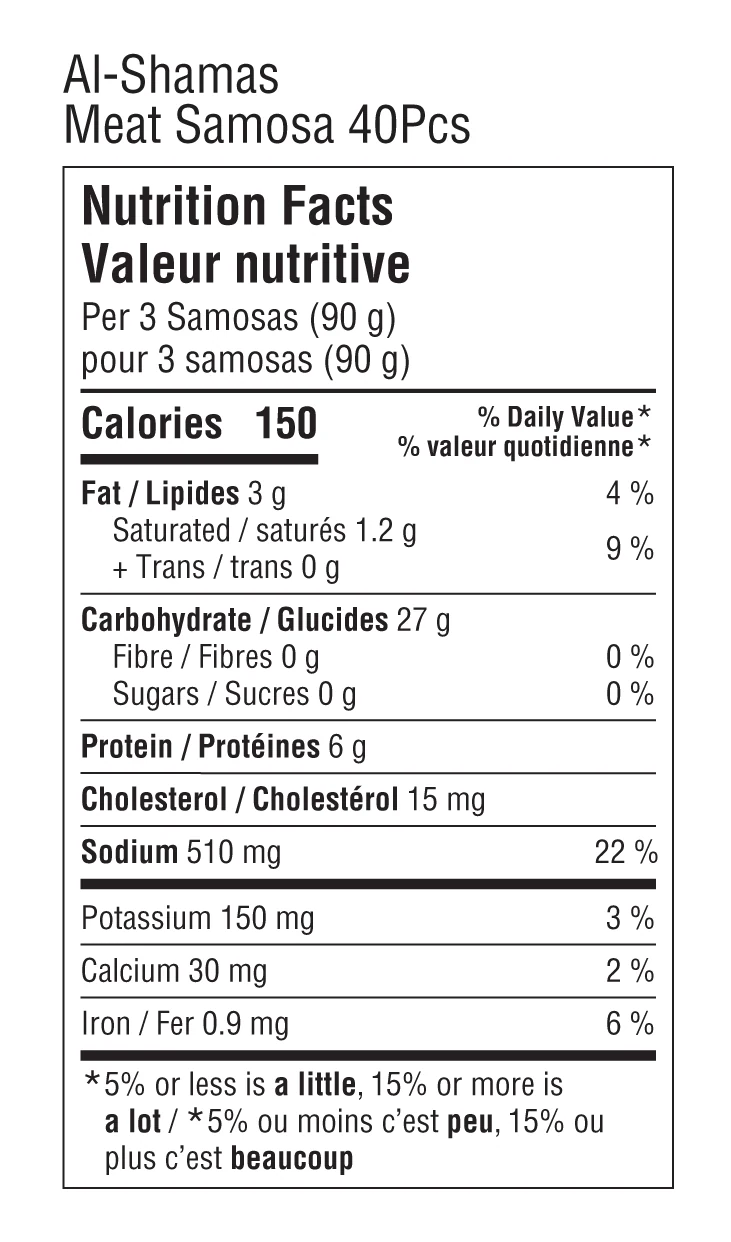 Al-Shamas
Meat Samosa 40Pcs
Nutrition Facts
Valeur nutritive
Per 3 Samosas (90 g)
pour 3 samosas (90 g)
Calories 150
% Daily Value*
% valeur quotidienne*
Fat / Lipides 3 g 4 %
Saturated / saturés 1.2 g
+ Trans / trans 0 g
9 %
Carbohydrate / Glucides 27 g
Fibre / Fibres 0 g 0 %
Sugars / Sucres 0 g 0 %
Protein / Protéines 6 g
Cholesterol / Cholestérol 15 mg
Sodium 510 mg 22 %
Potassium 150 mg 3 %
Calcium 30 mg 2 %
Iron / Fer 0.9 mg 6 %
*5% or less is a little, 15% or more is
a lot / *5% ou moins c'est peu, 15% ou
plus c'est beaucoup